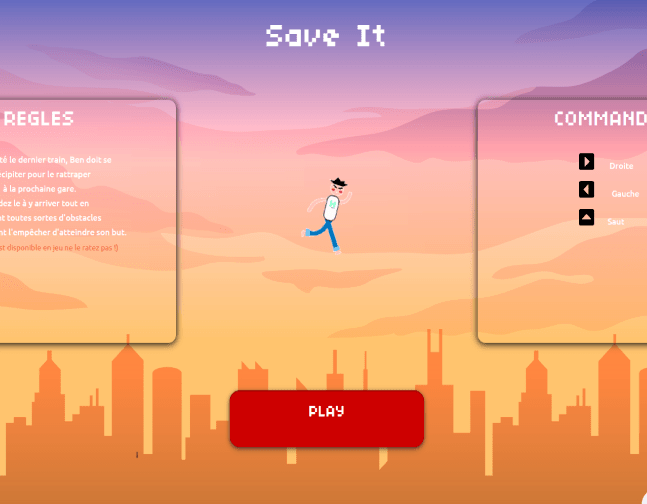 Save It
REGLES
té le dernier train, Ben doit se
écipiter pour le rattraper
à la prochaine gare.
dez le à y arriver tout en
nt toutes sortes d'obstacles
nt l'empêcher d'atteindre son but.
st disponible en jeu ne le ratez pas !)
COMMAND
Droite
Gauche
Saut
PLAY